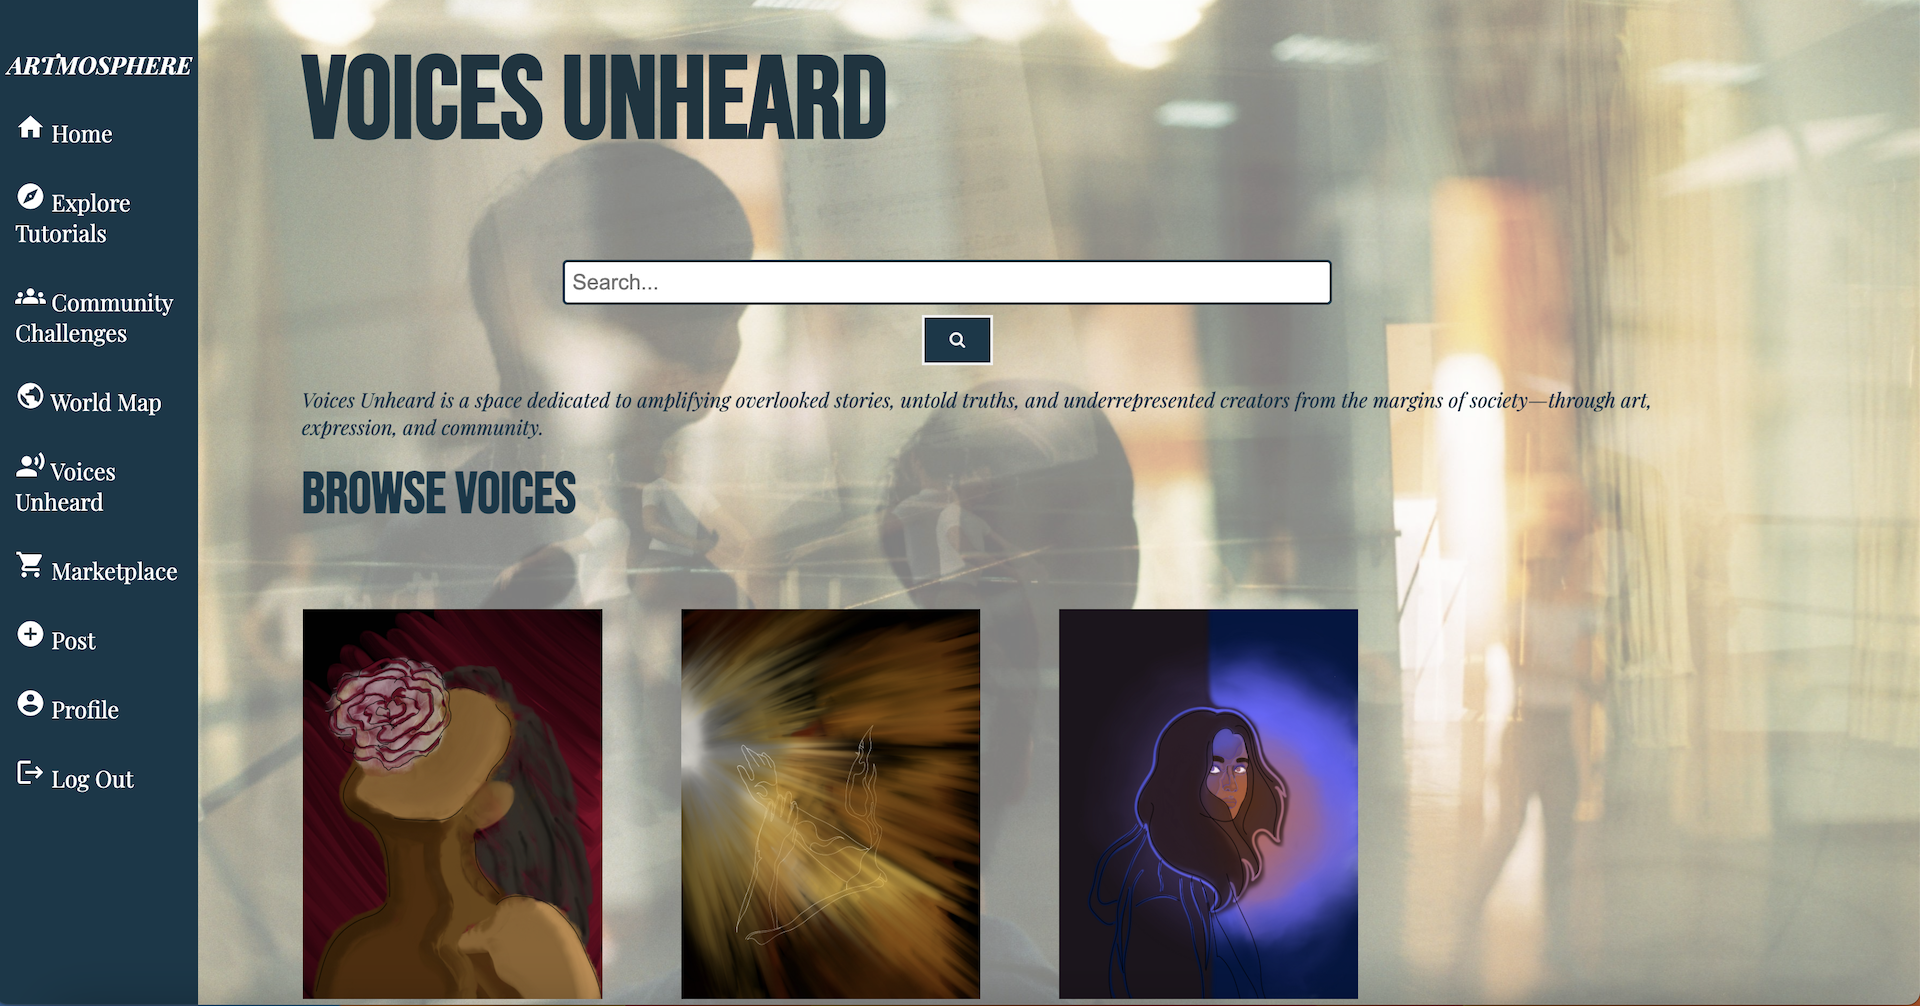 ARTMOSPHERE
Home
Explore
Tutorials
Community
Challenges
World Map
Voices
Unheard
Marketplace
Post
Profile
Log Out
VOICES UNHEARD
Search...
Voices Unheard is a space dedicated to amplifying overlooked stories, untold truths, and underrepresented creators from the margins of society—through art,
expression, and community.
BROWSE VOICES